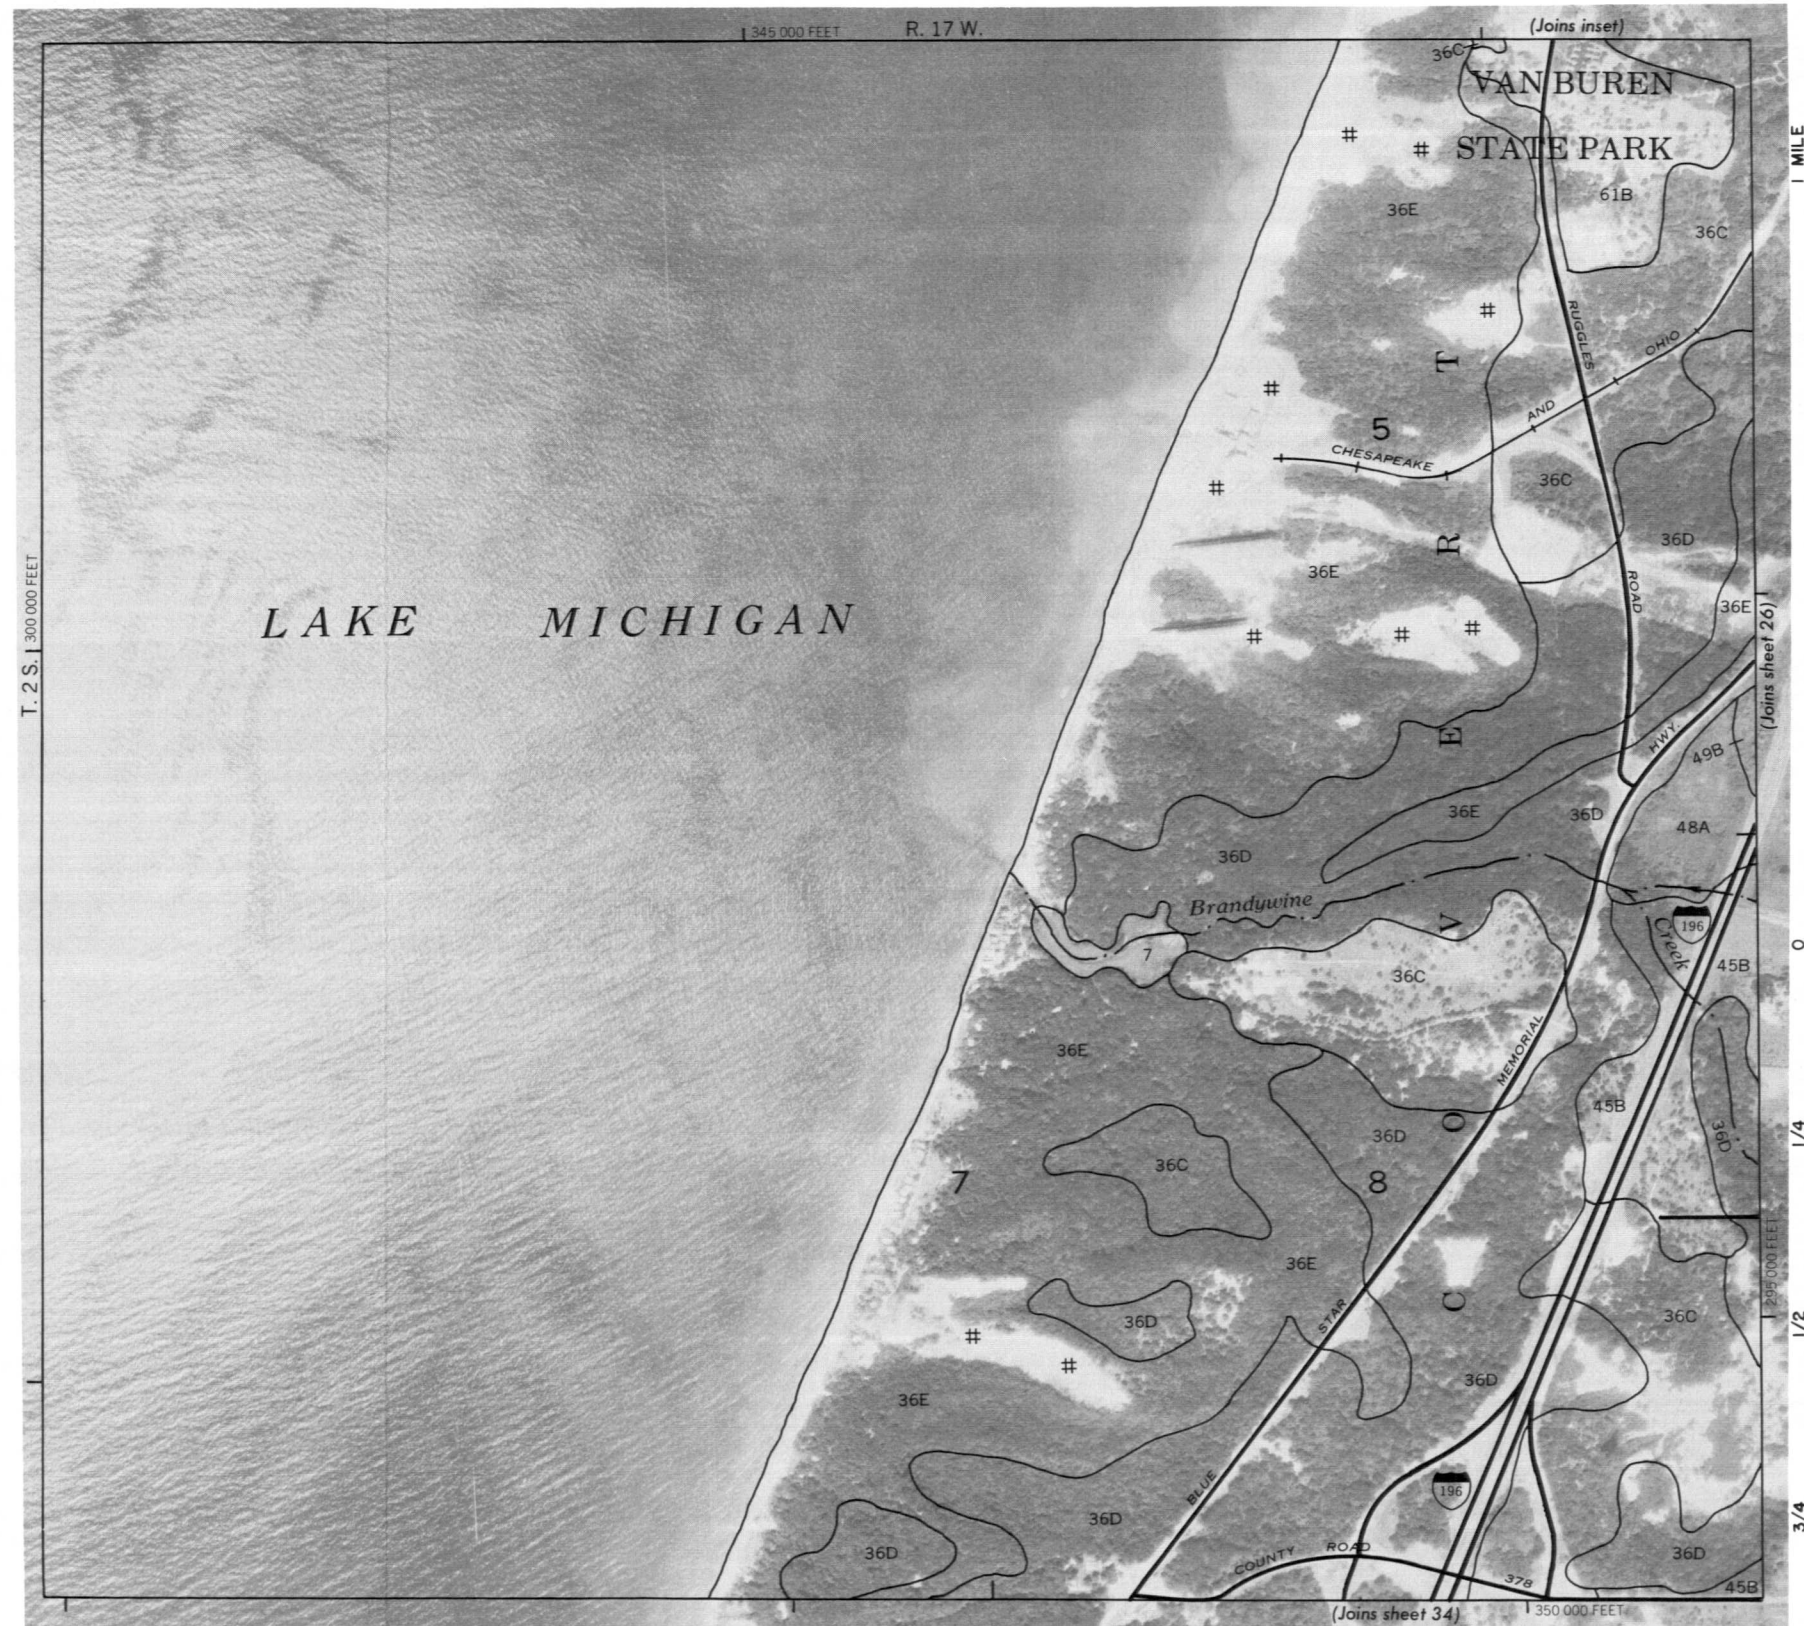 345 000 FEET
R. 17 W.
(Joins inset)
36C
VAN BUREN
STATE PARK
1 MILE
#
#
61B
36E
36C
#
RUGGLES
OHIO
T
#
5
AND
CHESAPEAKE
36C
#
R
36D
T. 2 S.
300 000 FEET
36E
ROAD
36E
LAKE MICHIGAN
#
#
#
(Joins sheet 26)
E
HWY.
49B
36E
36D
48A
36D
Brandywine
V
196
Creek
0
7
36C
45B
36E
MEMORIAL
45B
O
36D
36D
1/4
36C
7
8
36E
295 000 FEET
C
36C
36D
STAR
1/2
#
#
36D
36E
BLUE
196
36D
3/4
36D
COUNTY ROAD
378
36D
45B
(Joins sheet 34)
350 000 FEET